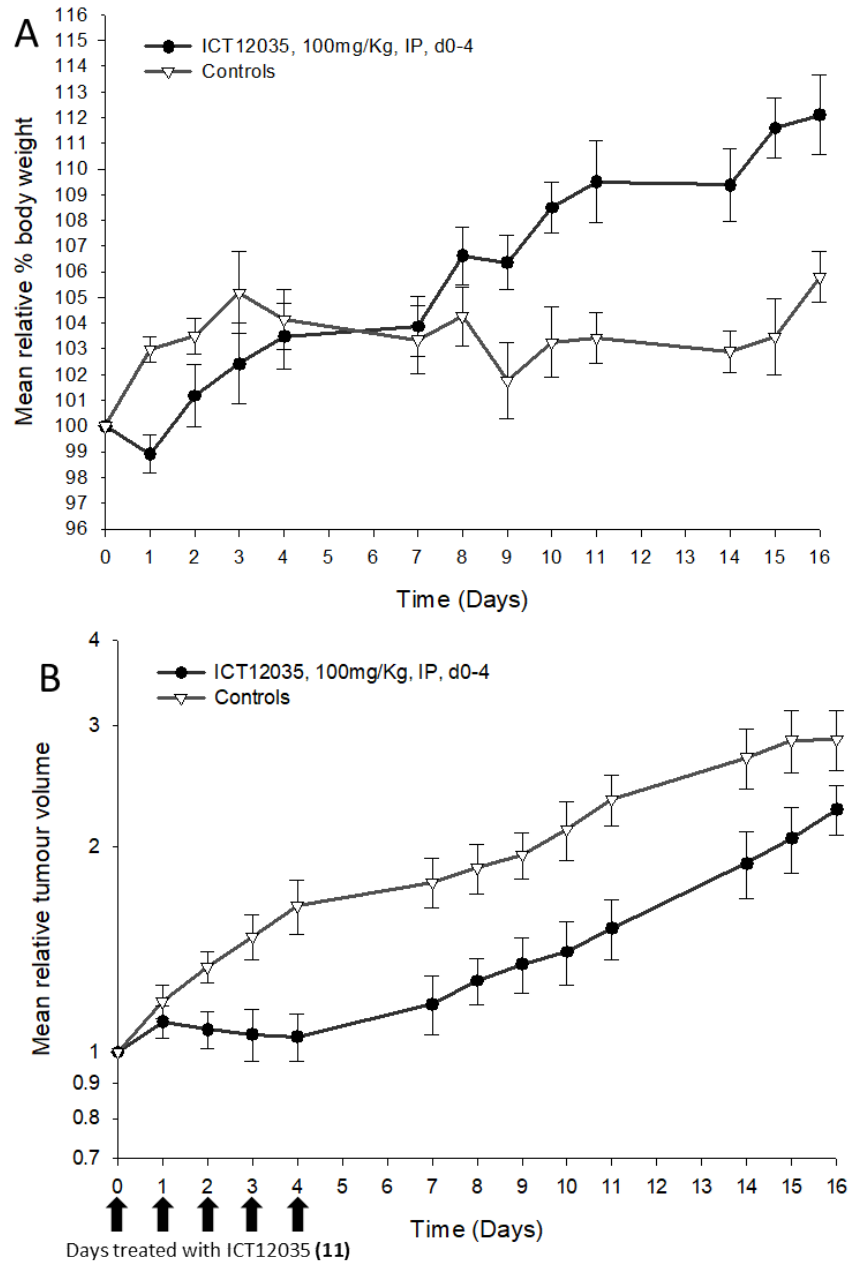 A
ICT12035, 100mg/Kg, IP, d0-4
Controls
Mean relative % body weight
116
115
114
113
112
111
110
109
108
107
106
105
104
103
102
101
100
99
98
97
96
0 1 2 3 4 5 6 7 8 9 10 11 12 13 14 15 16
Time (Days)
B
ICT12035, 100mg/Kg, IP, d0-4
Controls
Mean relative tumour volume
4
3
2
1
0.9
0.8
0.7
0 1 2 3 4 5 6 7 8 9 10 11 12 13 14 15 16
Time (Days)
Days treated with ICT12035 (11)